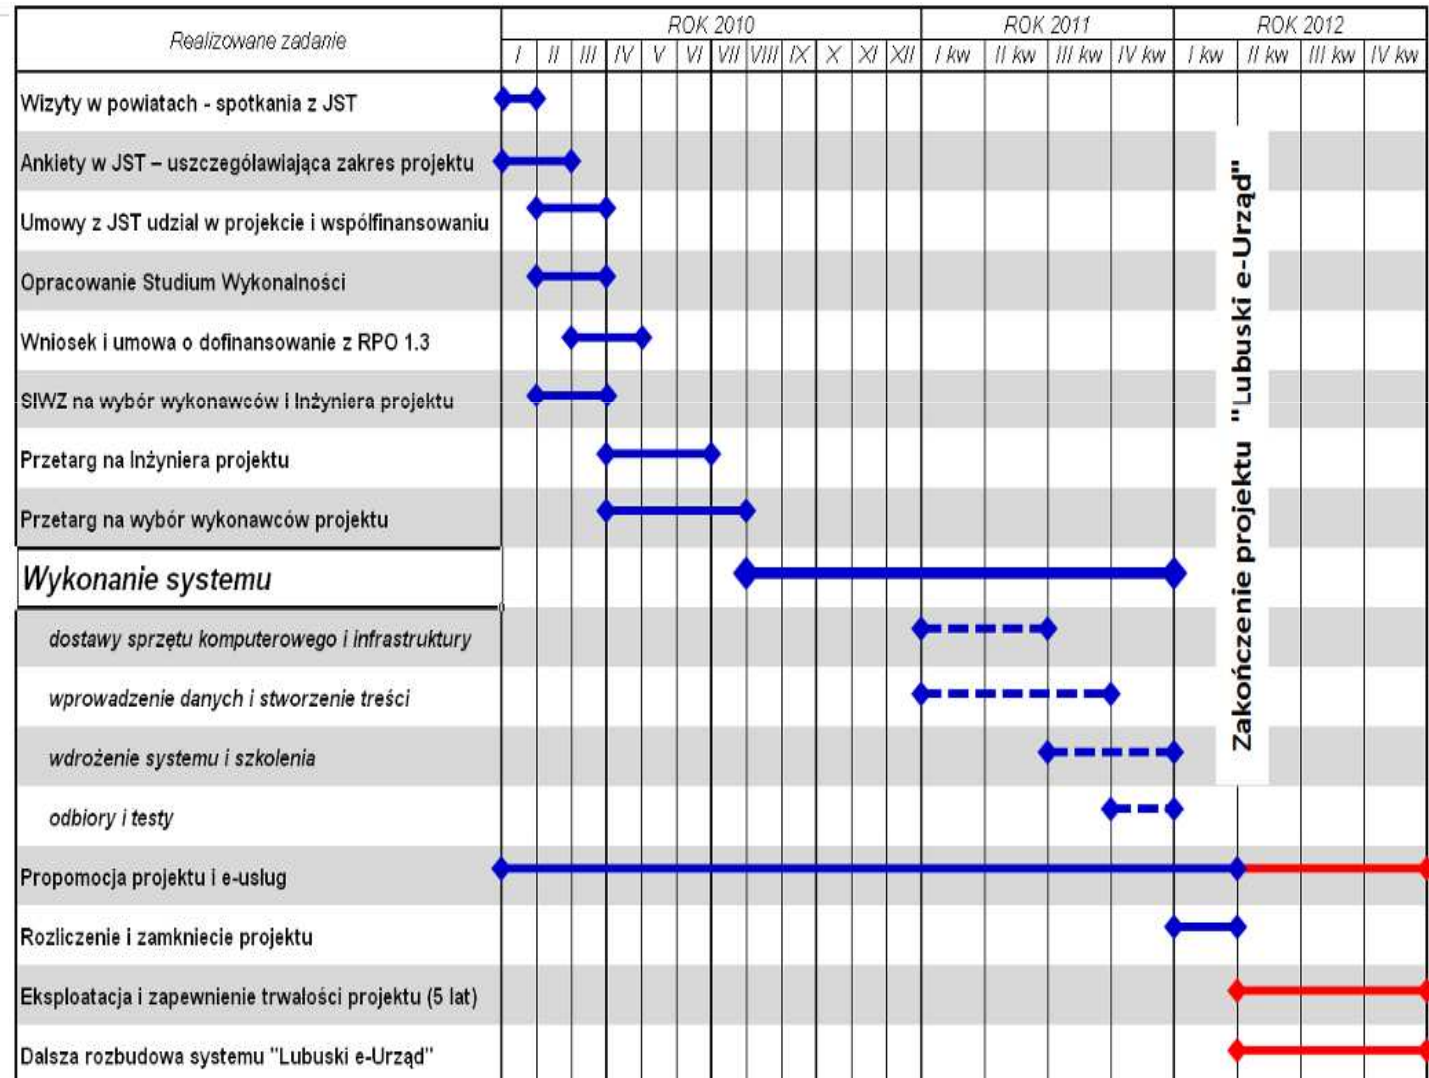 Realizowane zadanie
ROK 2010
ROK 2011
ROK 2012
I II III IV V VI VII VIII IX X XI XII I kw II kw III kw IV kw I kw II kw III kw IV kw
Wizyty w powiatach - spotkania z JST
Ankiety w JST – uszczególawiająca zakres projektu
Umowy z JST udzial w projekcie i wspólfinansowaniu
Opracowanie Studium Wykonalności
Wniosek i umowa o dofinansowanie z RPO 1.3
SIWZ na wybór wykonawców i Inżyniera projektu
Przetarg na Inżyniera projektu
Przetarg na wybór wykonawców projektu
Wykonanie systemu
dostawy sprzętu komputerowego i infrastruktury
wprowadzenie danych i stworzenie treści
wdrożenie systemu i szkolenia
odbiory i testy
Propomocja projektu i e-uslug
Rozliczenie i zamkniecie projektu
Eksploatacja i zapewnienie trwalości projektu (5 lat)
Dalsza rozbudowa systemu "Lubuski e-Urząd"
Zakończenie projektu "Lubuski e-Urząd"